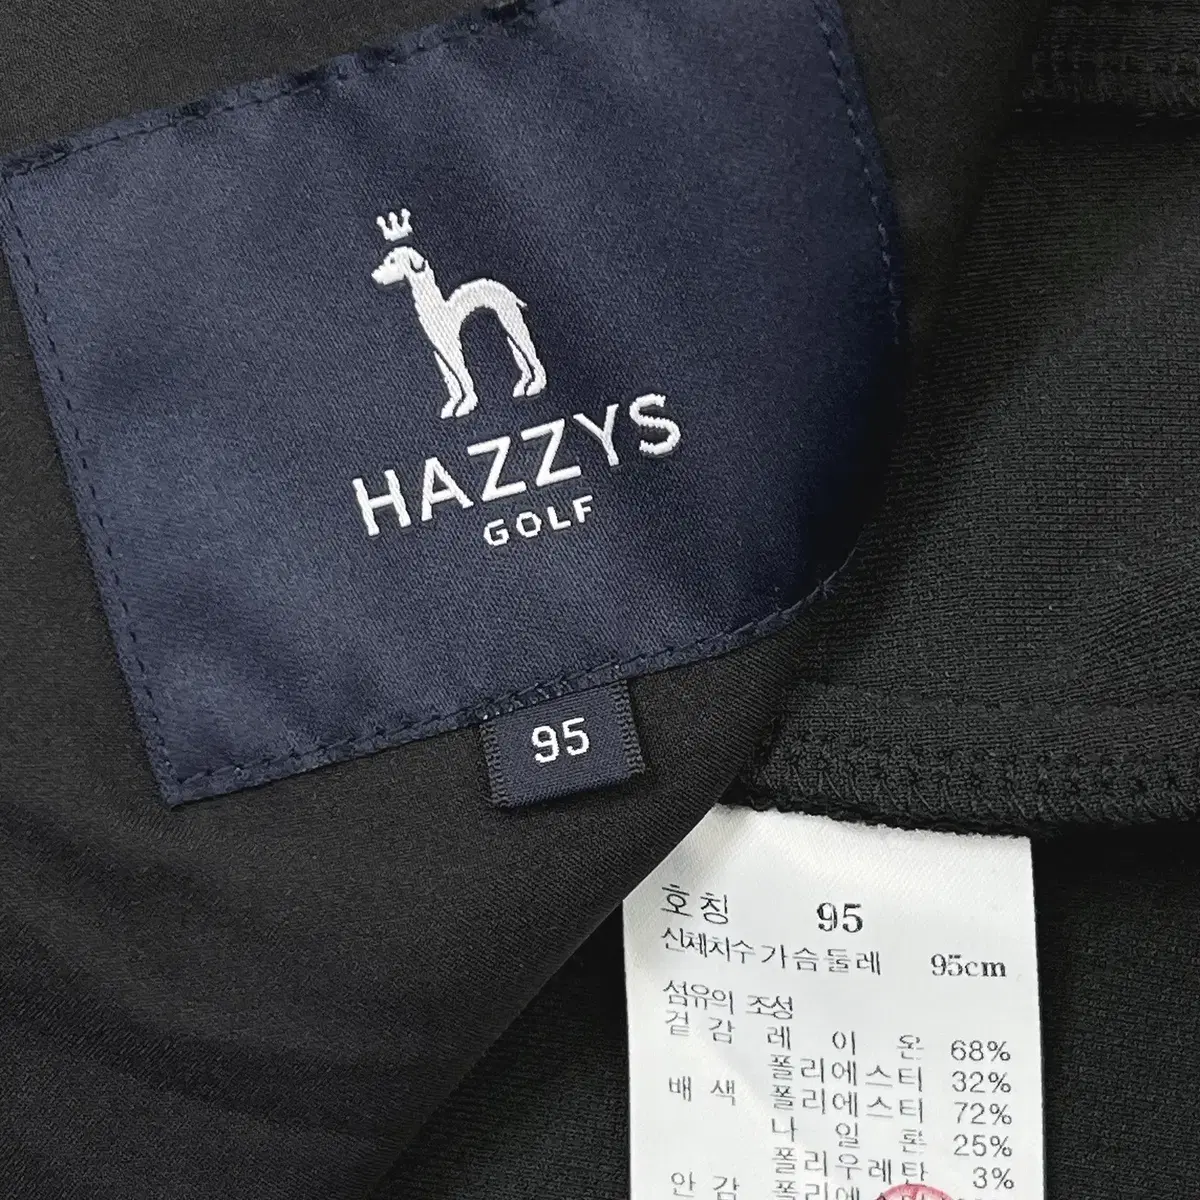 HAZZYS
GOLF
95
호칭 95
신체치수 가슴둘레 95cm
섬유의 조성
겉감 레이온 68%
폴리에스터 32%
배색 폴리에스터 72%
나일론 25%
폴리우레탄 3%
안감